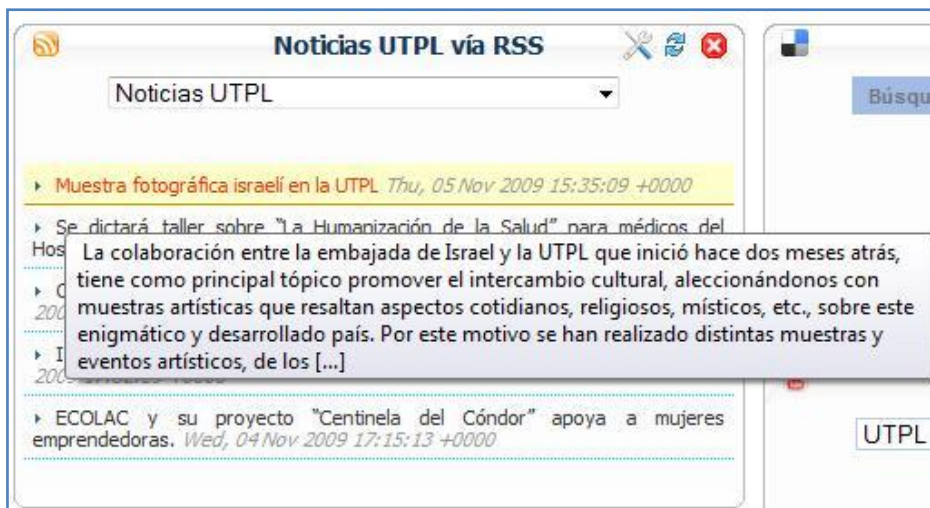 Noticias UTPL vía RSS
Noticias UTPL
Búsqu
Muestra fotográfica israelí en la UTPL Thu, 05 Nov 2009 15:35:09 +0000
Se dictará taller sobre "La Humanización de la Salud" para médicos del
Hos
La colaboración entre la embajada de Israel y la UTPL que inició hace dos meses atrás,
tiene como principal tópico promover el intercambio cultural, aleccionándonos con
muestras artísticas que resaltan aspectos cotidianos, religiosos, místicos, etc., sobre este
enigmático y desarrollado país. Por este motivo se han realizado distintas muestras y
eventos artísticos, de los [...]
ECOLAC y su proyecto "Centinela del Cóndor" apoya a mujeres
emprendedoras. Wed, 04 Nov 2009 17:15:13 +0000
UTPL